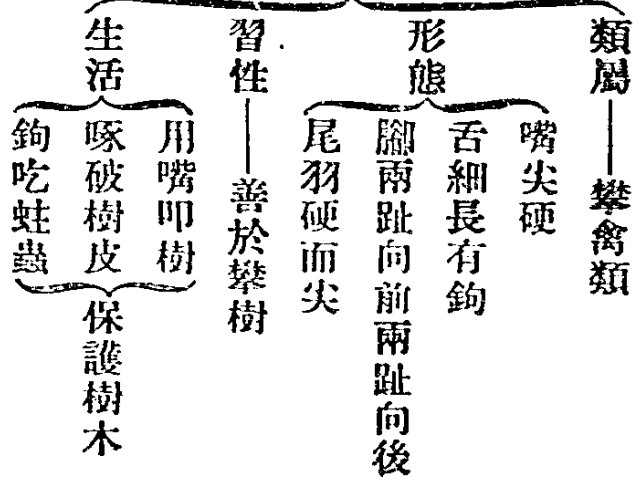 類屬
攀禽類
形態
嘴尖硬
舌細長有鉤
腳兩趾向前兩趾向後
尾羽硬而尖
習性
善於攀樹
生活
用嘴叩樹
啄破樹皮
鉤吃蛀蟲
保護樹木